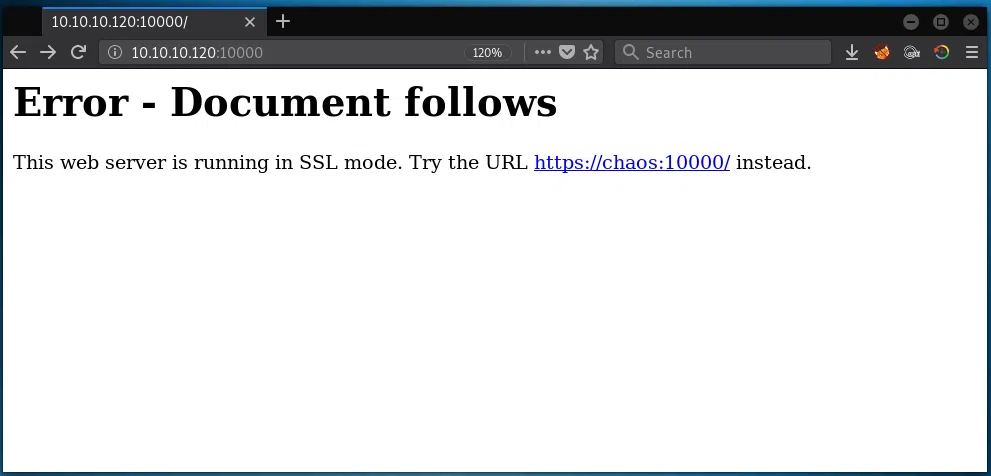 10.10.10.120:10000/
10.10.10.120:10000 120% Search
Error - Document follows
This web server is running in SSL mode. Try the URL https://chaos:10000/ instead.